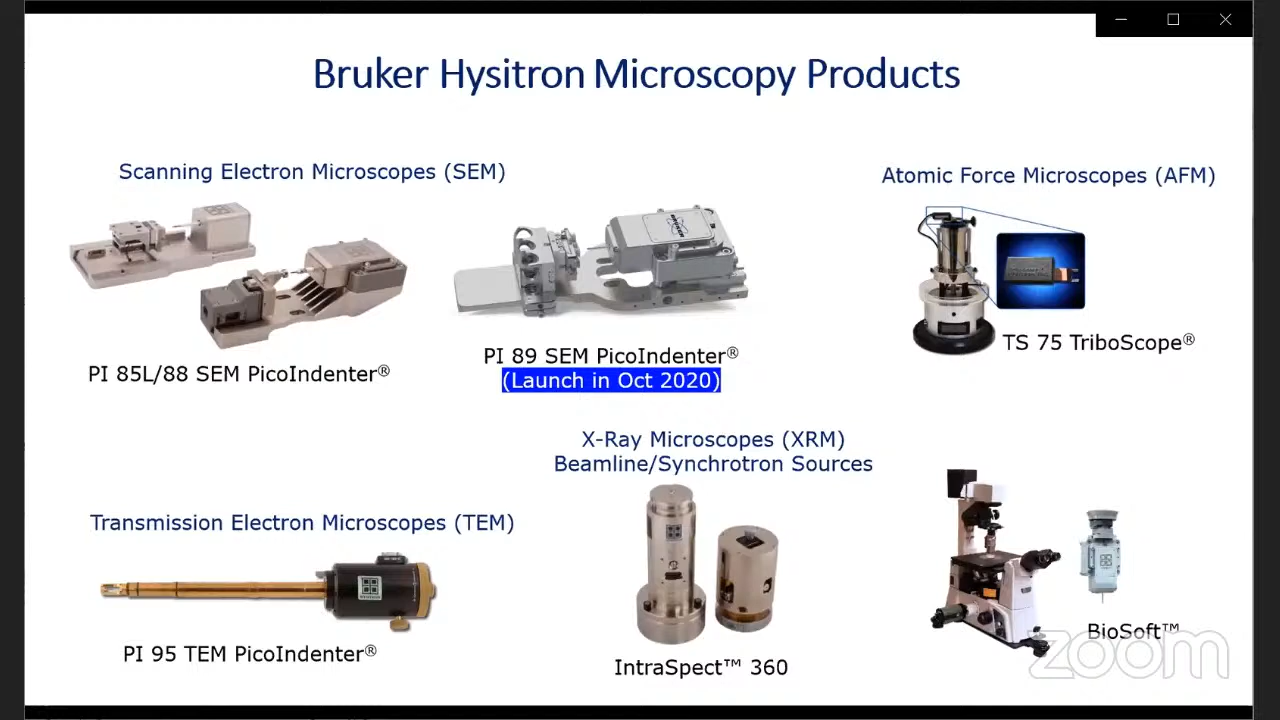 Bruker Hysitron Microscopy Products
Scanning Electron Microscopes (SEM)
Atomic Force Microscopes (AFM)
BRUKER
TS 75 TriboScope®
PI 85L/88 SEM PicoIndenter®
PI 89 SEM PicoIndenter®
(Launch in Oct 2020)
X-Ray Microscopes (XRM)
Beamline/Synchrotron Sources
Transmission Electron Microscopes (TEM)
PI 95 TEM PicoIndenter®
IntraSpect™ 360
BioSoft™
zoom